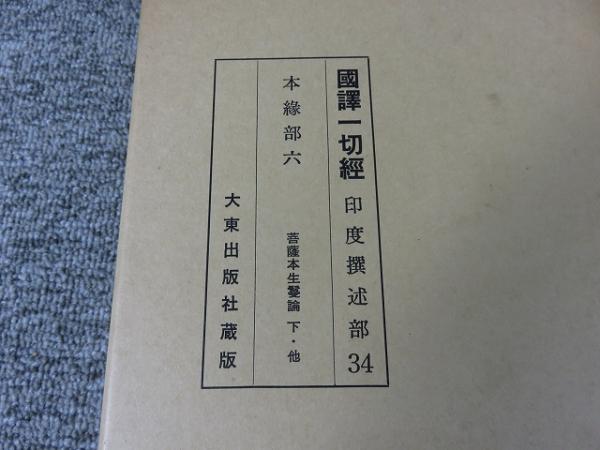 國譯一切經 印度撰述部 34
本緣部六 菩薩本生鬘論 下・他
大東出版社蔵版